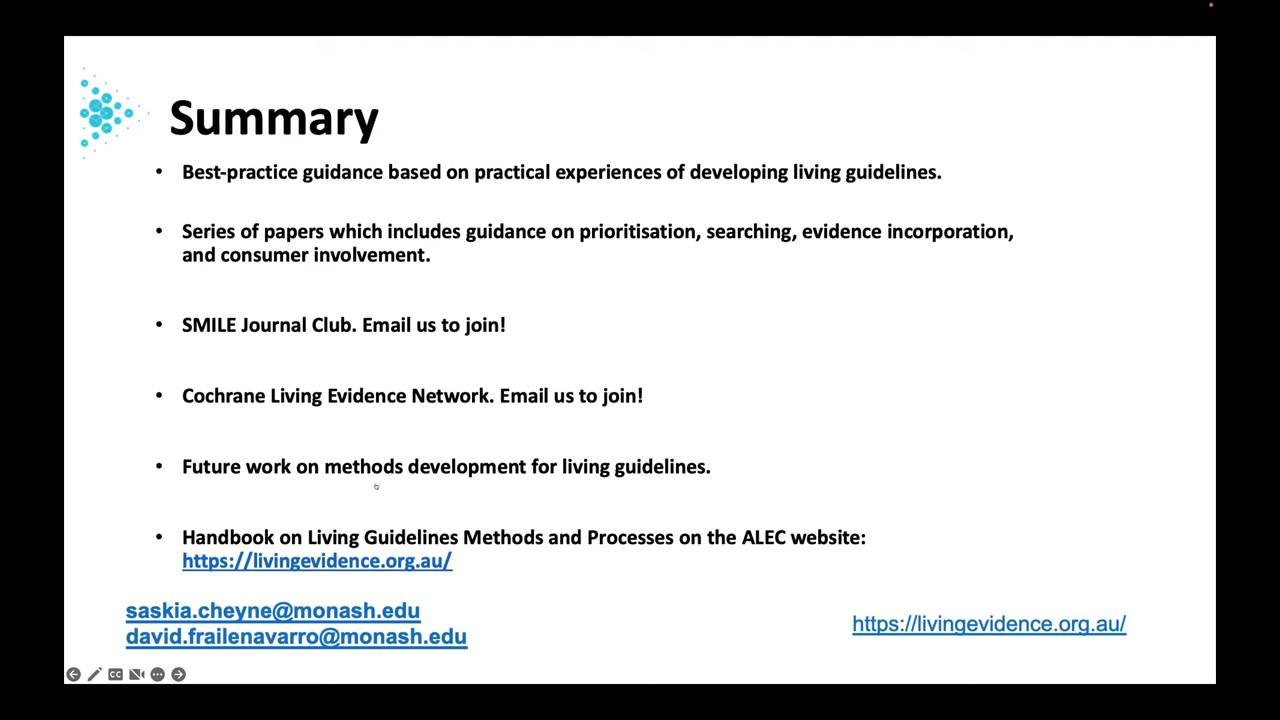 Summary
• Best-practice guidance based on practical experiences of developing living guidelines.
• Series of papers which includes guidance on prioritisation, searching, evidence incorporation,
and consumer involvement.
• SMILE Journal Club. Email us to join!
• Cochrane Living Evidence Network. Email us to join!
• Future work on methods development for living guidelines.
• Handbook on Living Guidelines Methods and Processes on the ALEC website:
https://livingevidence.org.au/
saskia.cheyne@monash.edu
david.frailenavarro@monash.edu
https://livingevidence.org.au/
CC